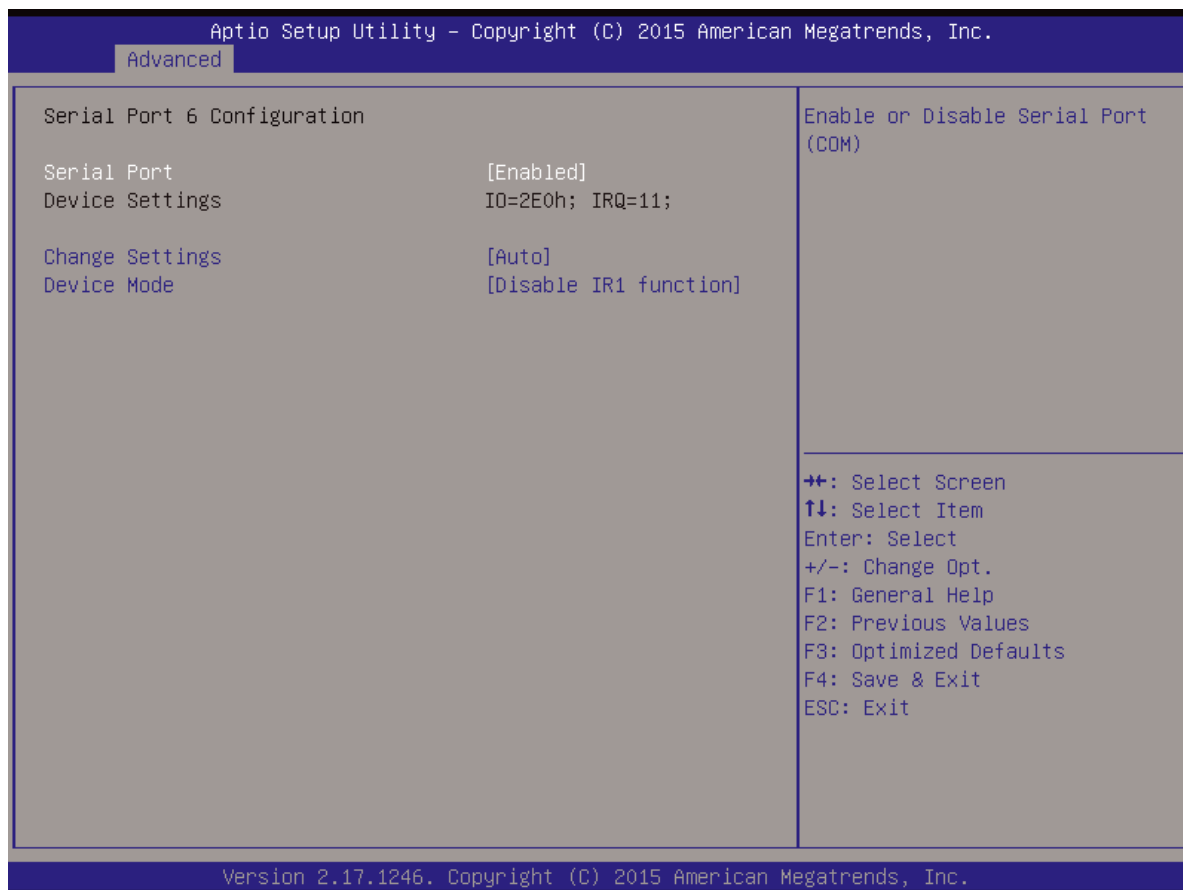 Aptio Setup Utility – Copyright (C) 2015 American Megatrends, Inc.
Advanced
Serial Port 6 Configuration
Serial Port [Enabled]
Device Settings IO=2E0h; IRQ=11;
Change Settings [Auto]
Device Mode [Disable IR1 function]
Enable or Disable Serial Port
(COM)
→←: Select Screen
↑↓: Select Item
Enter: Select
+/-: Change Opt.
F1: General Help
F2: Previous Values
F3: Optimized Defaults
F4: Save & Exit
ESC: Exit
Version 2.17.1246. Copyright (C) 2015 American Megatrends, Inc.